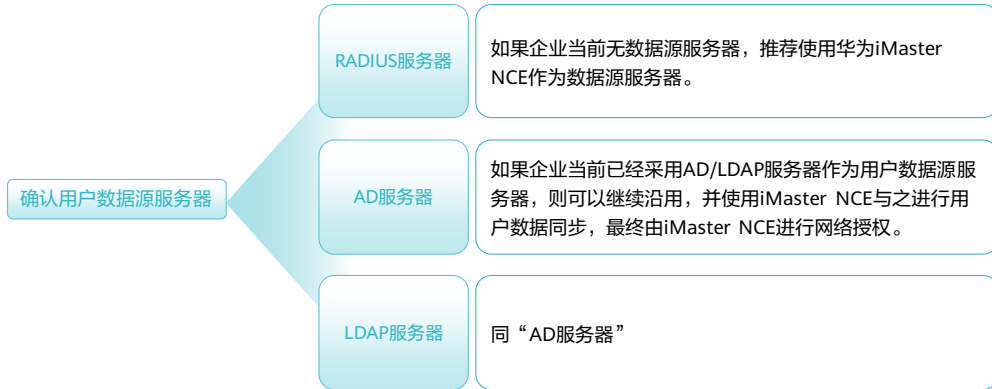 RADIUS服务器
如果企业当前无数据源服务器，推荐使用华为iMaster
NCE作为数据源服务器。
确认用户数据源服务器
AD服务器
如果企业当前已经采用AD/LDAP服务器作为用户数据源服
务器，则可以继续沿用，并使用iMaster NCE与之进行用
户数据同步，最终由iMaster NCE进行网络授权。
LDAP服务器
同“AD服务器”